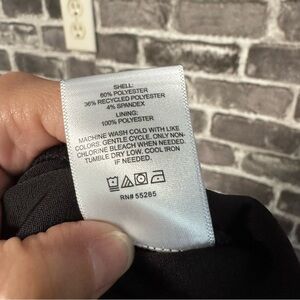 SHELL:
60% POLYESTER
36% RECYCLED POLYESTER
4% SPANDEX
LINING:
100% POLYESTER
MACHINE WASH COLD WITH LIKE
COLORS. GENTLE CYCLE. ONLY NON-
CHLORINE BLEACH WHEN NEEDED.
TUMBLE DRY LOW. COOL IRON
IF NEEDED.
RN# 55285